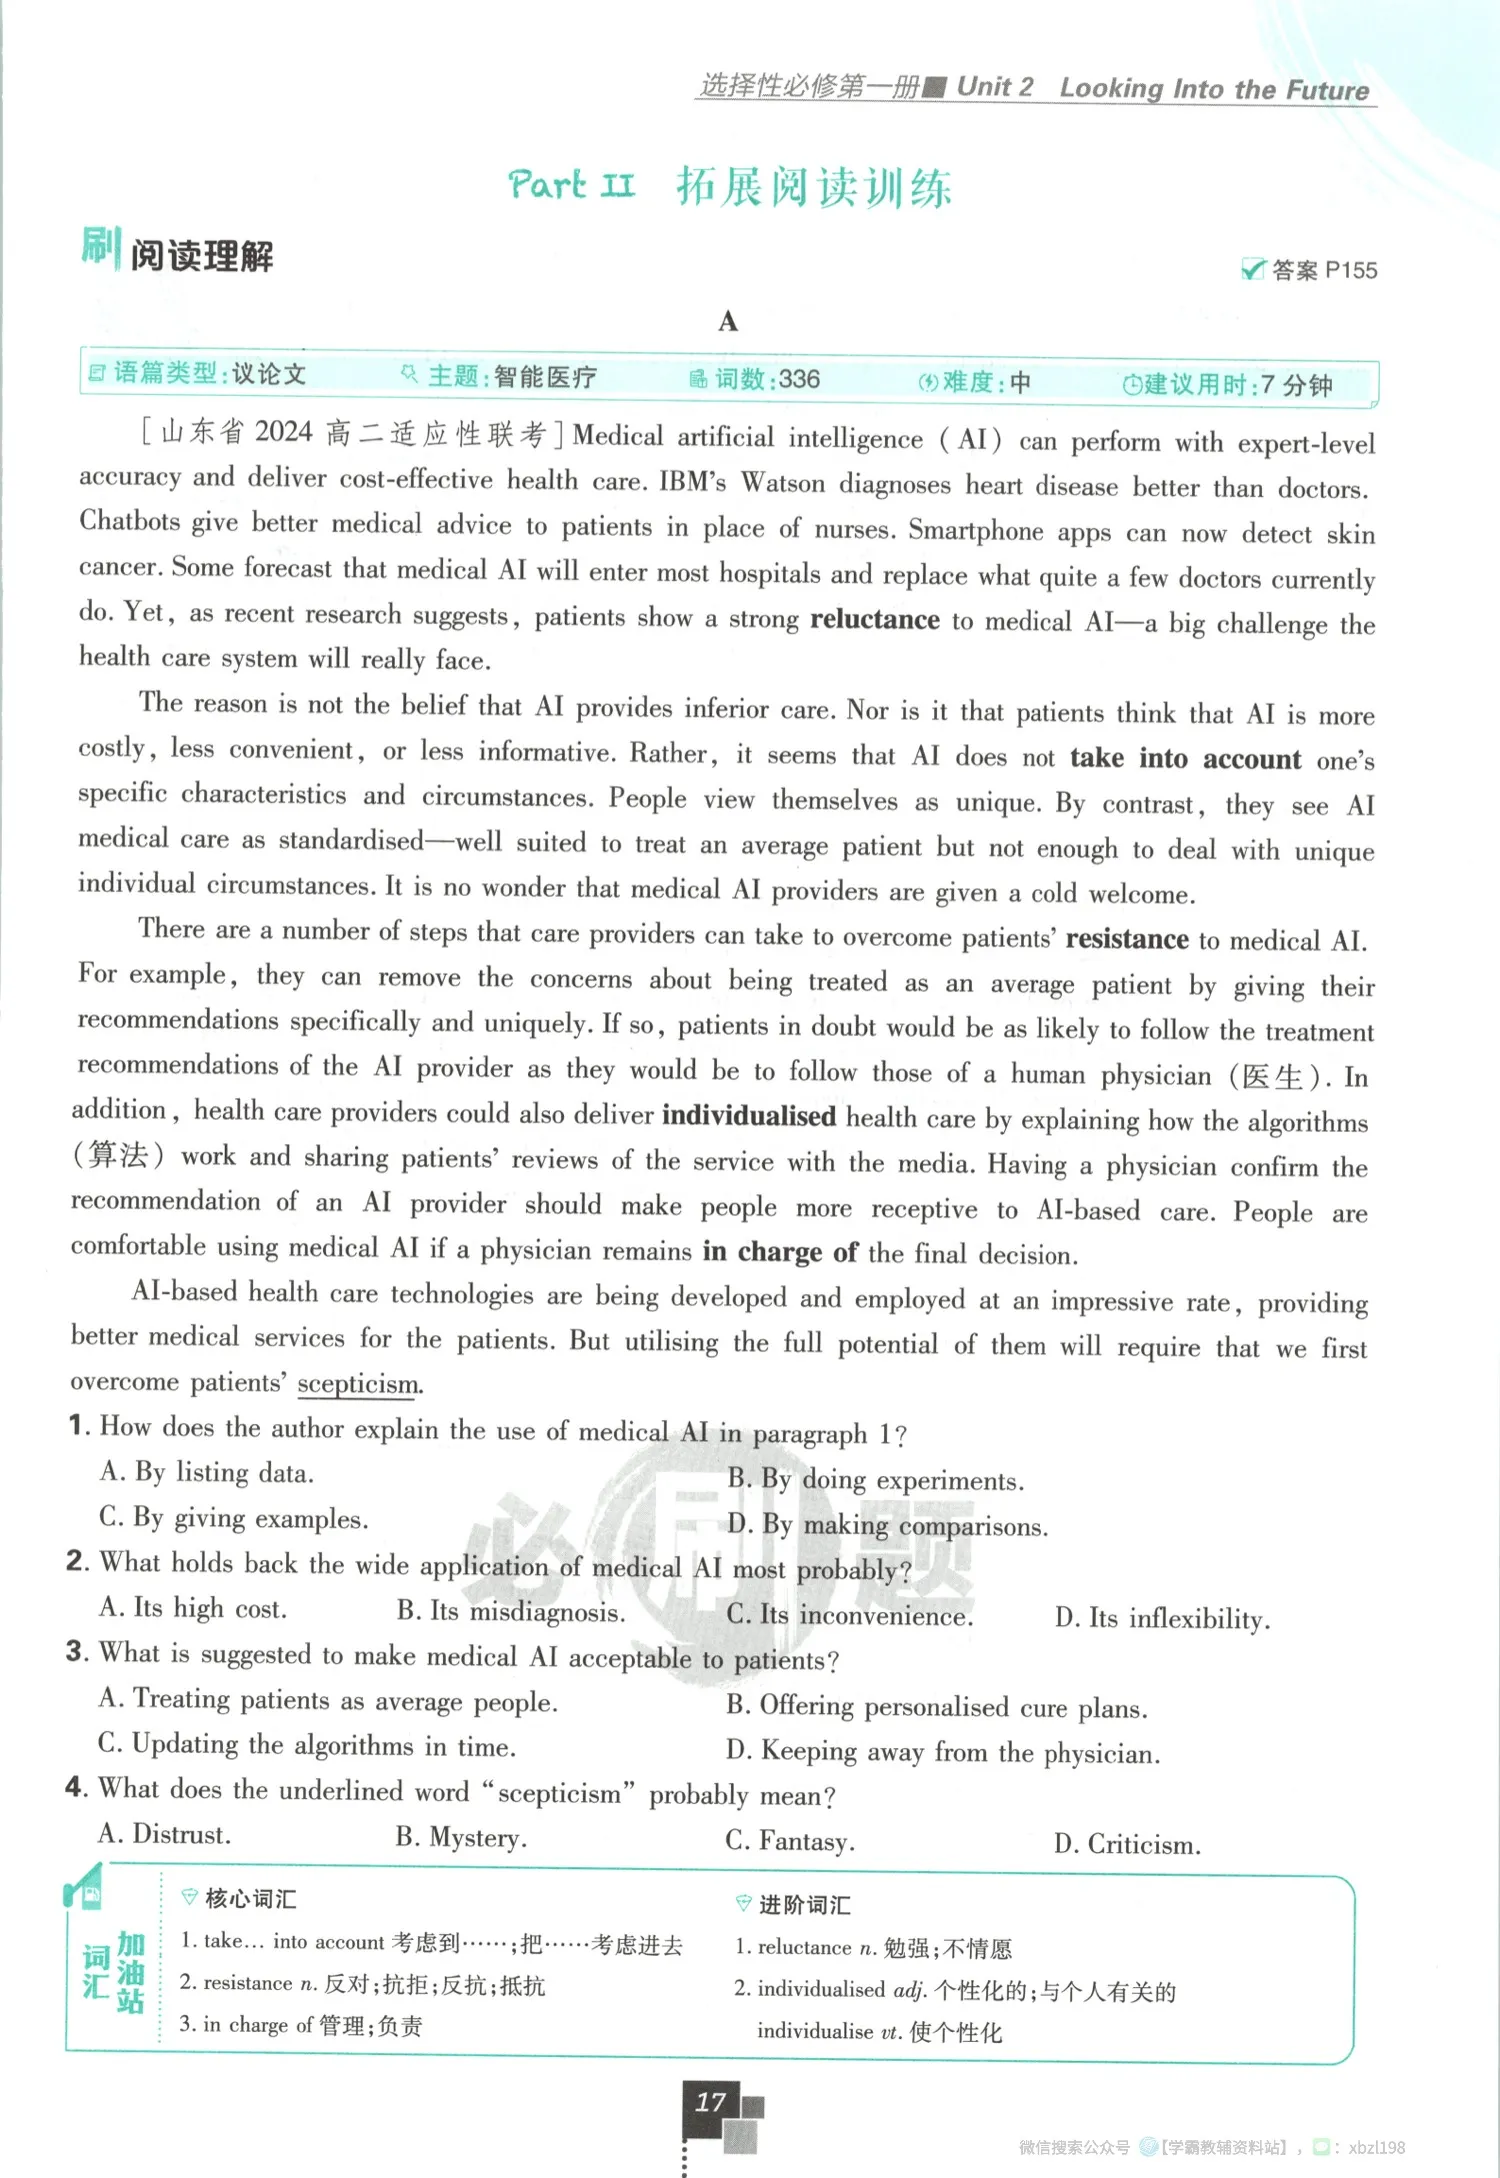 选择性必修第一册■ Unit 2 Looking Into the Future
Part II 拓展阅读训练
刷 阅读理解
答案 P155
A
语篇类型:议论文 主题:智能医疗 词数:336 难度:中 建议用时:7 分钟
[山东省 2024 高二适应性联考] Medical artificial intelligence (AI) can perform with expert-level
accuracy and deliver cost-effective health care. IBM's Watson diagnoses heart disease better than doctors.
Chatbots give better medical advice to patients in place of nurses. Smartphone apps can now detect skin
cancer. Some forecast that medical AI will enter most hospitals and replace what quite a few doctors currently
do. Yet, as recent research suggests, patients show a strong reluctance to medical AI—a big challenge the
health care system will really face.
The reason is not the belief that AI provides inferior care. Nor is it that patients think that AI is more
costly, less convenient, or less informative. Rather, it seems that AI does not take into account one's
specific characteristics and circumstances. People view themselves as unique. By contrast, they see AI
medical care as standardised—well suited to treat an average patient but not enough to deal with unique
individual circumstances. It is no wonder that medical AI providers are given a cold welcome.
There are a number of steps that care providers can take to overcome patients' resistance to medical AI.
For example, they can remove the concerns about being treated as an average patient by giving their
recommendations specifically and uniquely. If so, patients in doubt would be as likely to follow the treatment
recommendations of the AI provider as they would be to follow those of a human physician (医生). In
addition, health care providers could also deliver individualised health care by explaining how the algorithms
(算法) work and sharing patients' reviews of the service with the media. Having a physician confirm the
recommendation of an AI provider should make people more receptive to AI-based care. People are
comfortable using medical AI if a physician remains in charge of the final decision.
AI-based health care technologies are being developed and employed at an impressive rate, providing
better medical services for the patients. But utilising the full potential of them will require that we first
overcome patients' scepticism.
1. How does the author explain the use of medical AI in paragraph 1?
A. By listing data. B. By doing experiments.
C. By giving examples. D. By making comparisons.
2. What holds back the wide application of medical AI most probably?
A. Its high cost. B. Its misdiagnosis. C. Its inconvenience. D. Its inflexibility.
3. What is suggested to make medical AI acceptable to patients?
A. Treating patients as average people. B. Offering personalised cure plans.
C. Updating the algorithms in time. D. Keeping away from the physician.
4. What does the underlined word "scepticism" probably mean?
A. Distrust. B. Mystery. C. Fantasy. D. Criticism.
必刷题
词汇加油站
核心词汇
1. take... into account 考虑到……;把……考虑进去
2. resistance n. 反对;抗拒;反抗;抵抗
3. in charge of 管理;负责
进阶词汇
1. reluctance n. 勉强;不情愿
2. individualised adj. 个性化的;与个人有关的
individualise vt. 使个性化
17
微信搜索公众号【学霸教辅资料站】, : xbzl198